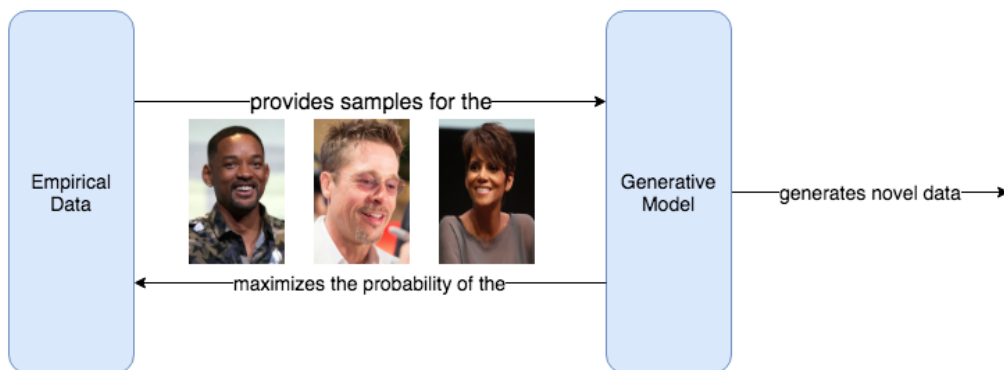 provides samples for the
Empirical
Data
Generative
Model
generates novel data
maximizes the probability of the